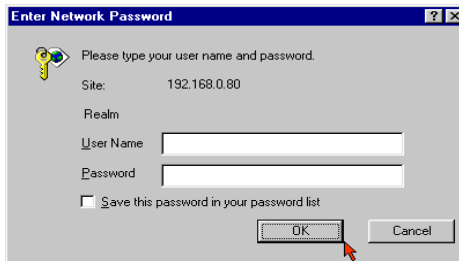 Enter Network Password
Please type your user name and password.
Site: 192.168.0.80
Realm
User Name
Password
Save this password in your password list
OK Cancel